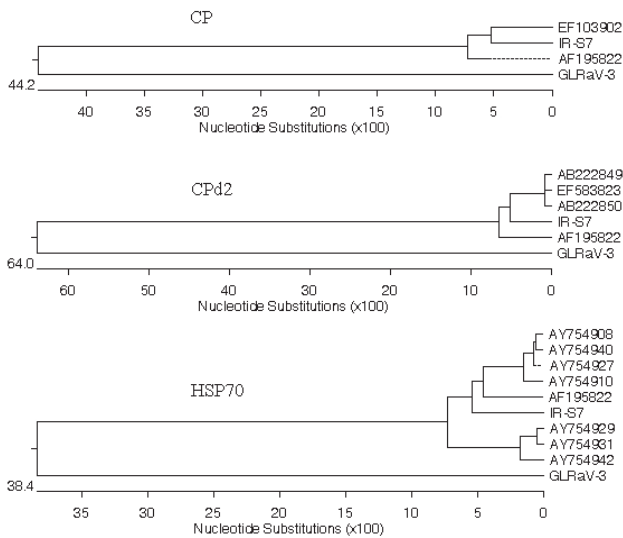 CP
EF103902
IR-S7
AF195822
GLRaV-3
44.2
40 35 30 25 20 15 10 5 0
Nucleotide Substitutions (x100)
CPd2
AB222849
EF583823
AB222850
IR-S7
AF195822
GLRaV-3
64.0
60 50 40 30 20 10 0
Nucleotide Substitutions (x100)
HSP70
AY754908
AY754940
AY754927
AY754910
AF195822
IR-S7
AY754929
AY754931
AY754942
GLRaV-3
38.4
35 30 25 20 15 10 5 0
Nucleotide Substitutions (x100)